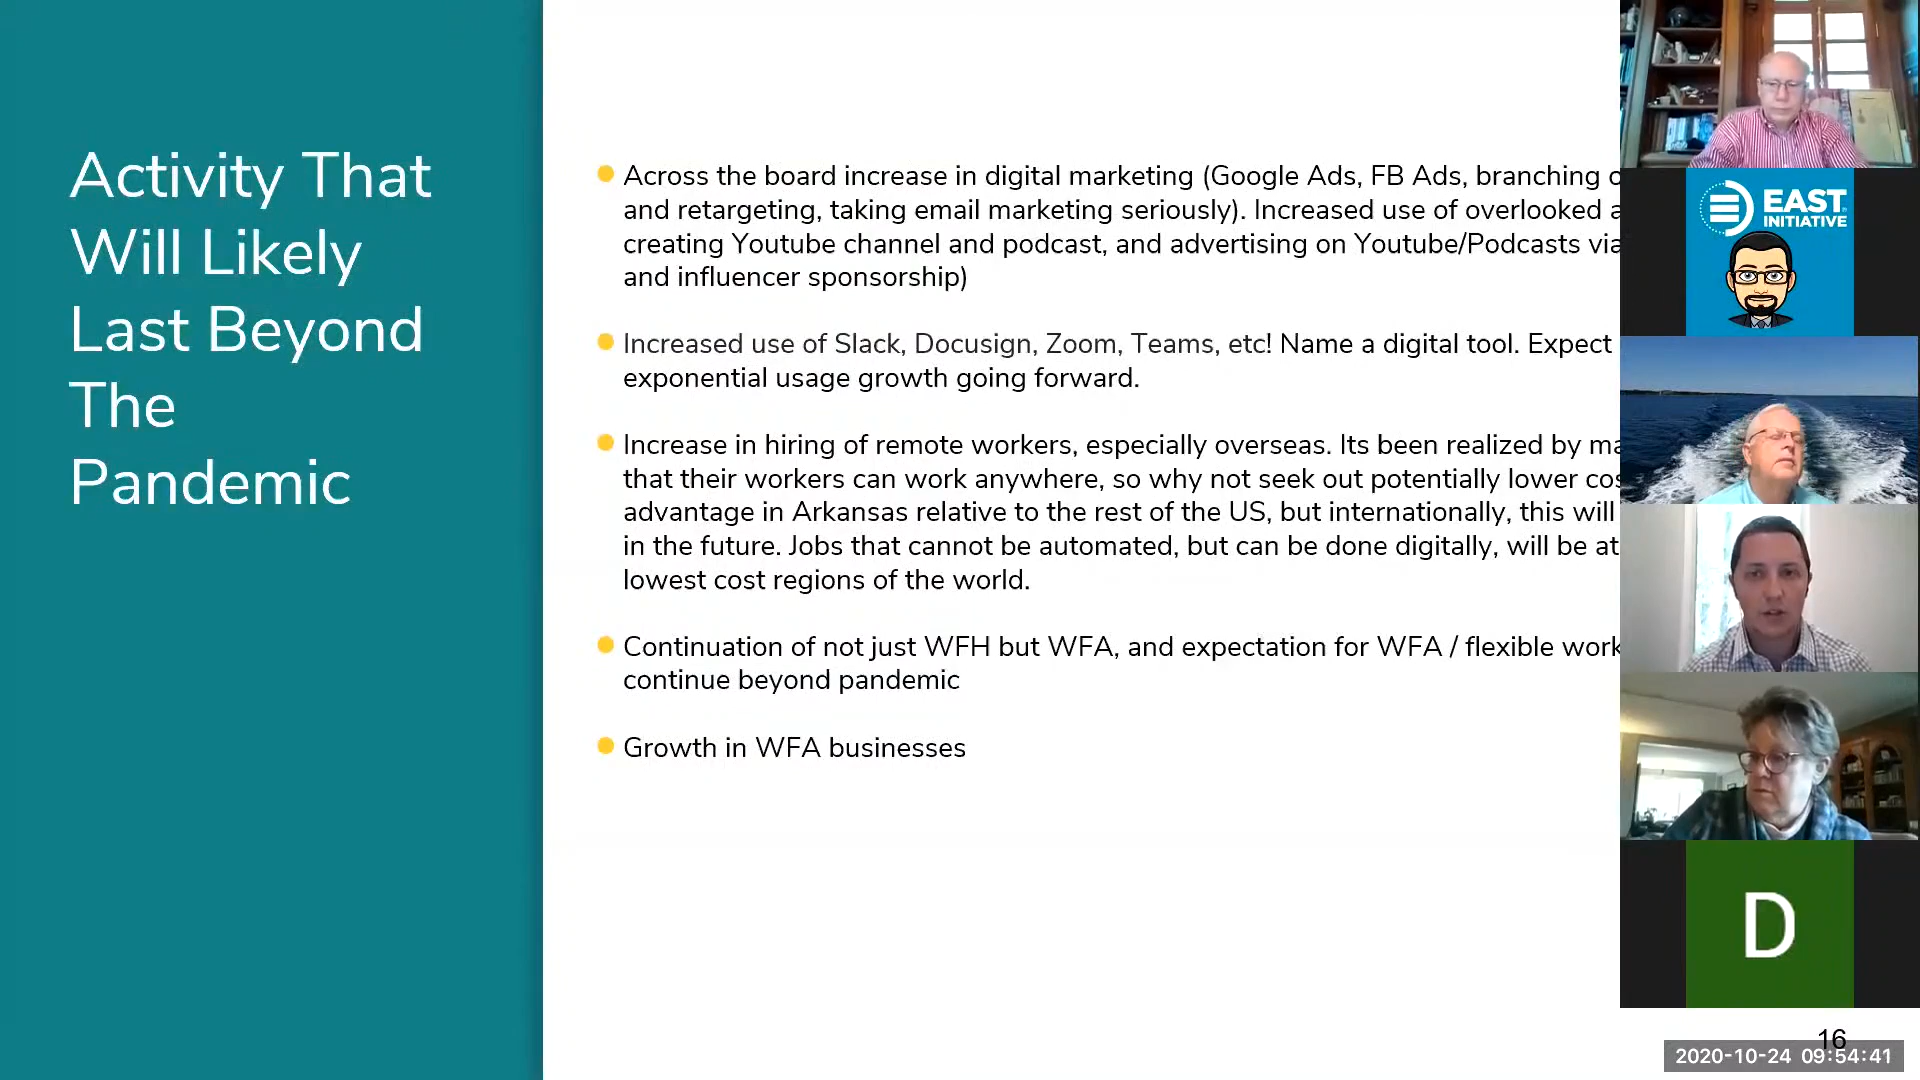 Activity That
Will Likely
Last Beyond
The
Pandemic
Across the board increase in digital marketing (Google Ads, FB Ads, branching
and retargeting, taking email marketing seriously). Increased use of overlooked
creating Youtube channel and podcast, and advertising on Youtube/Podcasts via
and influencer sponsorship)
Increased use of Slack, Docusign, Zoom, Teams, etc! Name a digital tool. Expect
exponential usage growth going forward.
Increase in hiring of remote workers, especially overseas. Its been realized by
that their workers can work anywhere, so why not seek out potentially lower
advantage in Arkansas relative to the rest of the US, but internationally, this will
in the future. Jobs that cannot be automated, but can be done digitally, will be at
lowest cost regions of the world.
Continuation of not just WFH but WFA, and expectation for WFA / flexible work
continue beyond pandemic
Growth in WFA businesses
EAST
INITIATIVE
D
16
2020-10-24 09:54:41